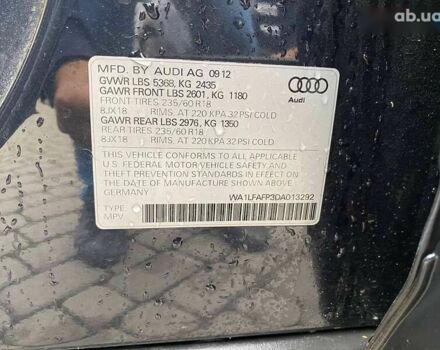 ab.ua
MFD. BY AUDI AG 09 12
GVWR LBS 5368, KG 2435
GAWR FRONT LBS 2601, KG 1180
FRONT TIRES 235/60 R18
8JX18 RIMS, AT 220 KPA 32 PSI COLD
GAWR REAR LBS 2976, KG 1350
REAR TIRES 235/60 R18
8JX18 RIMS, AT 220 KPA 32 PSI COLD
Audi
THIS VEHICLE CONFORMS TO ALL APPLICABLE
U.S. FEDERAL MOTOR VEHICLE SAFETY AND
THEFT PREVENTION STANDARDS IN EFFECT ON
THE DATE OF MANUFACTURE SHOWN ABOVE
GERMANY
WA1LFAFP3DA013292
TYPE:
MPV